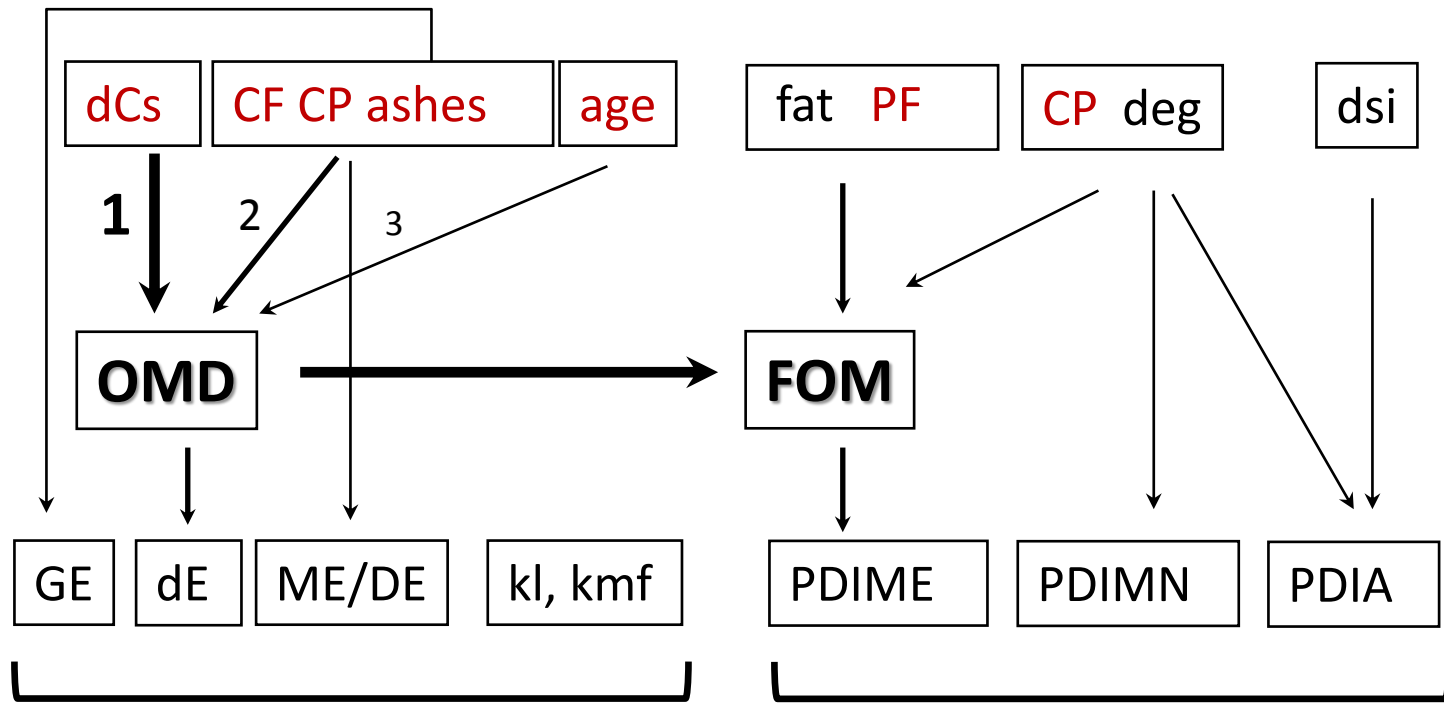 dCs
CF CP ashes
age
fat PF
CP deg
dsi
1
2
3
OMD
FOM
GE
dE
ME/DE
kl, kmf
PDIME
PDIMN
PDIA